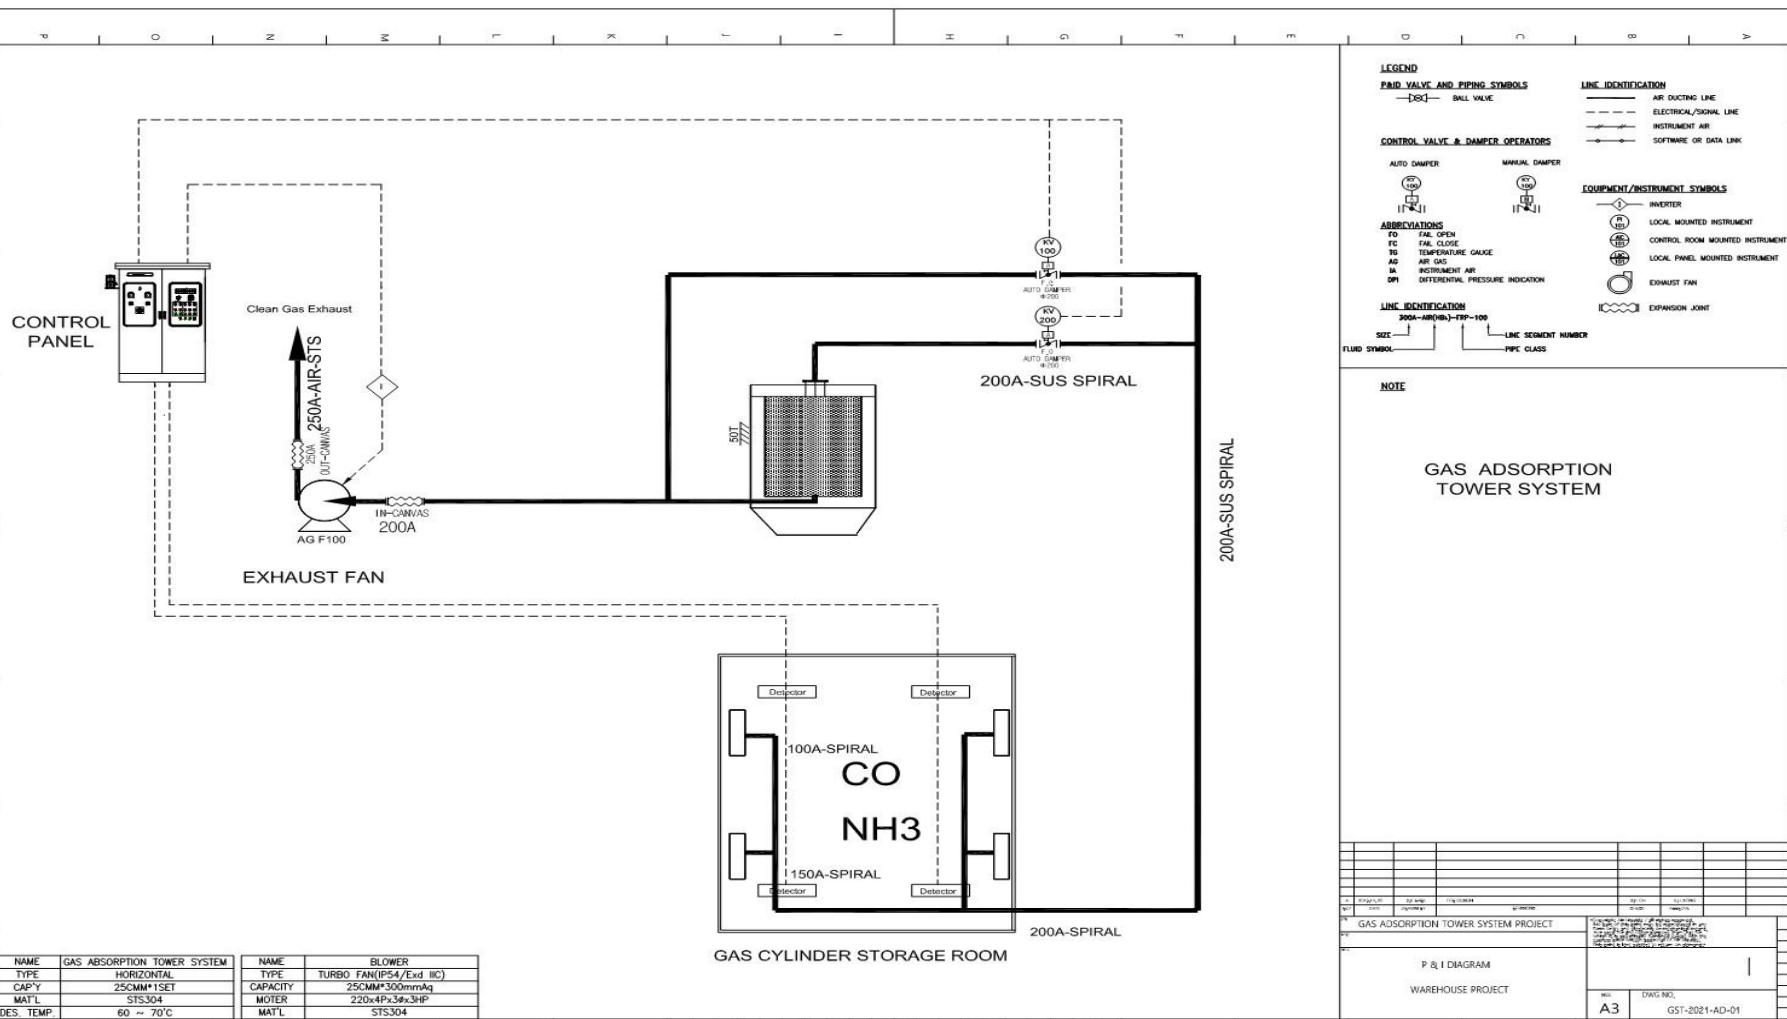 P O N M L K J I H G F E D C B A
LEGEND
P&ID VALVE AND PIPING SYMBOLS
BALL VALVE
LINE IDENTIFICATION
AIR DUCTING LINE
ELECTRICAL/SIGNAL LINE
INSTRUMENT AIR
SOFTWARE OR DATA LINK
CONTROL VALVE & DAMPER OPERATORS
AUTO DAMPER
MANUAL DAMPER
KV
100
KV
100
EQUIPMENT/INSTRUMENT SYMBOLS
I
INVERTER
PI
101
LOCAL MOUNTED INSTRUMENT
CONTROL ROOM MOUNTED INSTRUMENT
LOCAL PANEL MOUNTED INSTRUMENT
EXHAUST FAN
EXPANSION JOINT
ABBREVIATIONS
FO FAIL OPEN
FC FAIL CLOSE
TG TEMPERATURE GAUGE
AG AIR GAS
IA INSTRUMENT AIR
DPI DIFFERENTIAL PRESSURE INDICATION
LINE IDENTIFICATION
SIZE
LINE SEGMENT NUMBER
FLUID SYMBOL
PIPE CLASS
NOTE
GAS ADSORPTION
TOWER SYSTEM
CONTROL
PANEL
Clean Gas Exhaust
250A-AIR-STS
250A
OUT-CANVAS
IN-CANVAS
200A
AG F100
EXHAUST FAN
KV
100
AUTO DAMPER
Φ200
KV
200
AUTO DAMPER
Φ200
200A-SUS SPIRAL
50T
200A-SUS SPIRAL
Detector
Detector
100A-SPIRAL
CO
NH3
150A-SPIRAL
Detector
Detector
200A-SPIRAL
GAS CYLINDER STORAGE ROOM
NAME GAS ABSORPTION TOWER SYSTEM
TYPE HORIZONTAL
CAP'Y 25CMM*1SET
MAT'L STS304
DES. TEMP. 60 ~ 70'C
NAME BLOWER
TYPE TURBO FAN(IP54/Exd IIC)
CAPACITY 25CMM*300mmAq
MOTER 220x4Px3Φx3HP
MAT'L STS304
GAS ADSORPTION TOWER SYSTEM PROJECT
P & I DIAGRAM
WAREHOUSE PROJECT
A3
DWG NO,
GST-2021-AD-01